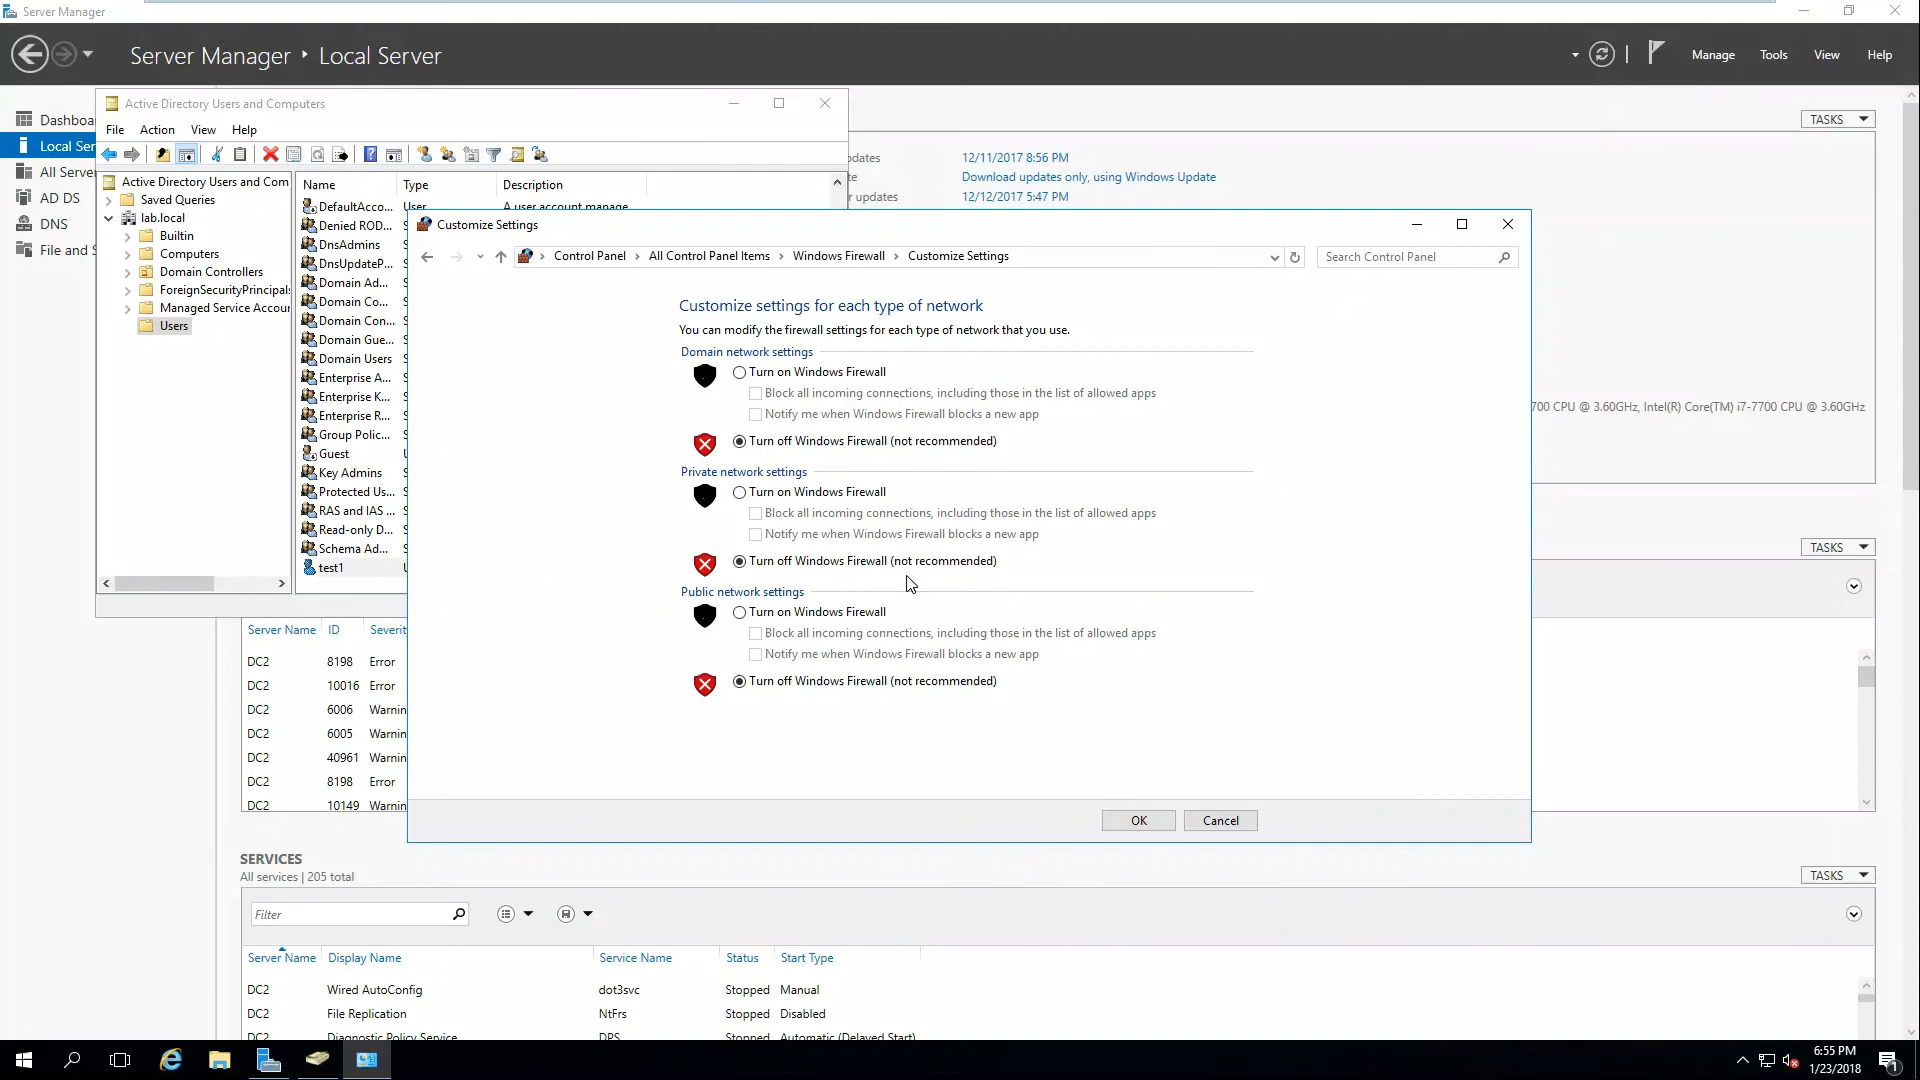 Server Manager
Server Manager ‣ Local Server
Manage
Tools
View
Help
Dashboa
Local Ser
All Serve
AD DS
DNS
File and S
Active Directory Users and Computers
File
Action
View
Help
Active Directory Users and Com
Saved Queries
lab.local
Builtin
Computers
Domain Controllers
ForeignSecurityPrincipals
Managed Service Accour
Users
Name
Type
Description
DefaultAcco...
User
A user account manage
Denied ROD...
DnsAdmins
DnsUpdateP...
Domain Ad...
Domain Co...
Domain Con...
Domain Gue...
Domain Users
Enterprise A...
Enterprise K...
Enterprise R...
Group Polic...
Guest
Key Admins
Protected Us...
RAS and IAS ...
Read-only D...
Schema Ad...
test1
TASKS
pdates
12/11/2017 8:56 PM
te
Download updates only, using Windows Update
r updates
12/12/2017 5:47 PM
700 CPU @ 3.60GHz, Intel(R) Core(TM) i7-7700 CPU @ 3.60GHz
Customize Settings
Control Panel
All Control Panel Items
Windows Firewall
Customize Settings
Search Control Panel
Customize settings for each type of network
You can modify the firewall settings for each type of network that you use.
Domain network settings
Turn on Windows Firewall
Block all incoming connections, including those in the list of allowed apps
Notify me when Windows Firewall blocks a new app
Turn off Windows Firewall (not recommended)
Private network settings
Turn on Windows Firewall
Block all incoming connections, including those in the list of allowed apps
Notify me when Windows Firewall blocks a new app
Turn off Windows Firewall (not recommended)
Public network settings
Turn on Windows Firewall
Block all incoming connections, including those in the list of allowed apps
Notify me when Windows Firewall blocks a new app
Turn off Windows Firewall (not recommended)
OK
Cancel
TASKS
Server Name ID Severit
DC2 8198 Error
DC2 10016 Error
DC2 6006 Warnin
DC2 6005 Warnin
DC2 40961 Warnin
DC2 8198 Error
DC2 10149 Warnin
SERVICES
All services | 205 total
TASKS
Filter
Server Name Display Name Service Name Status Start Type
DC2 Wired AutoConfig dot3svc Stopped Manual
DC2 File Replication NtFrs Stopped Disabled
DC2 Diagnostic Policy Service DPS Stopped Automatic (Delayed Start)
6:55 PM
1/23/2018
1